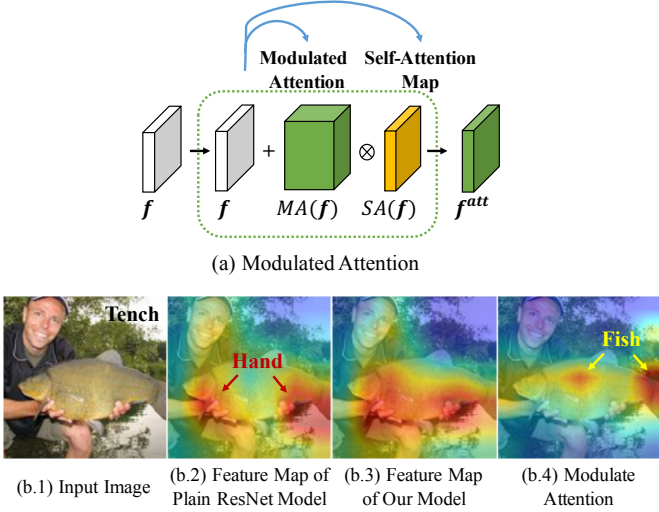 Modulated Attention
Self-Attention Map
f
f
+
MA(f)
⊗
SA(f)
f^att
(a) Modulated Attention
Tench
Hand
Fish
(b.1) Input Image
(b.2) Feature Map of
Plain ResNet Model
(b.3) Feature Map
of Our Model
(b.4) Modulate
Attention